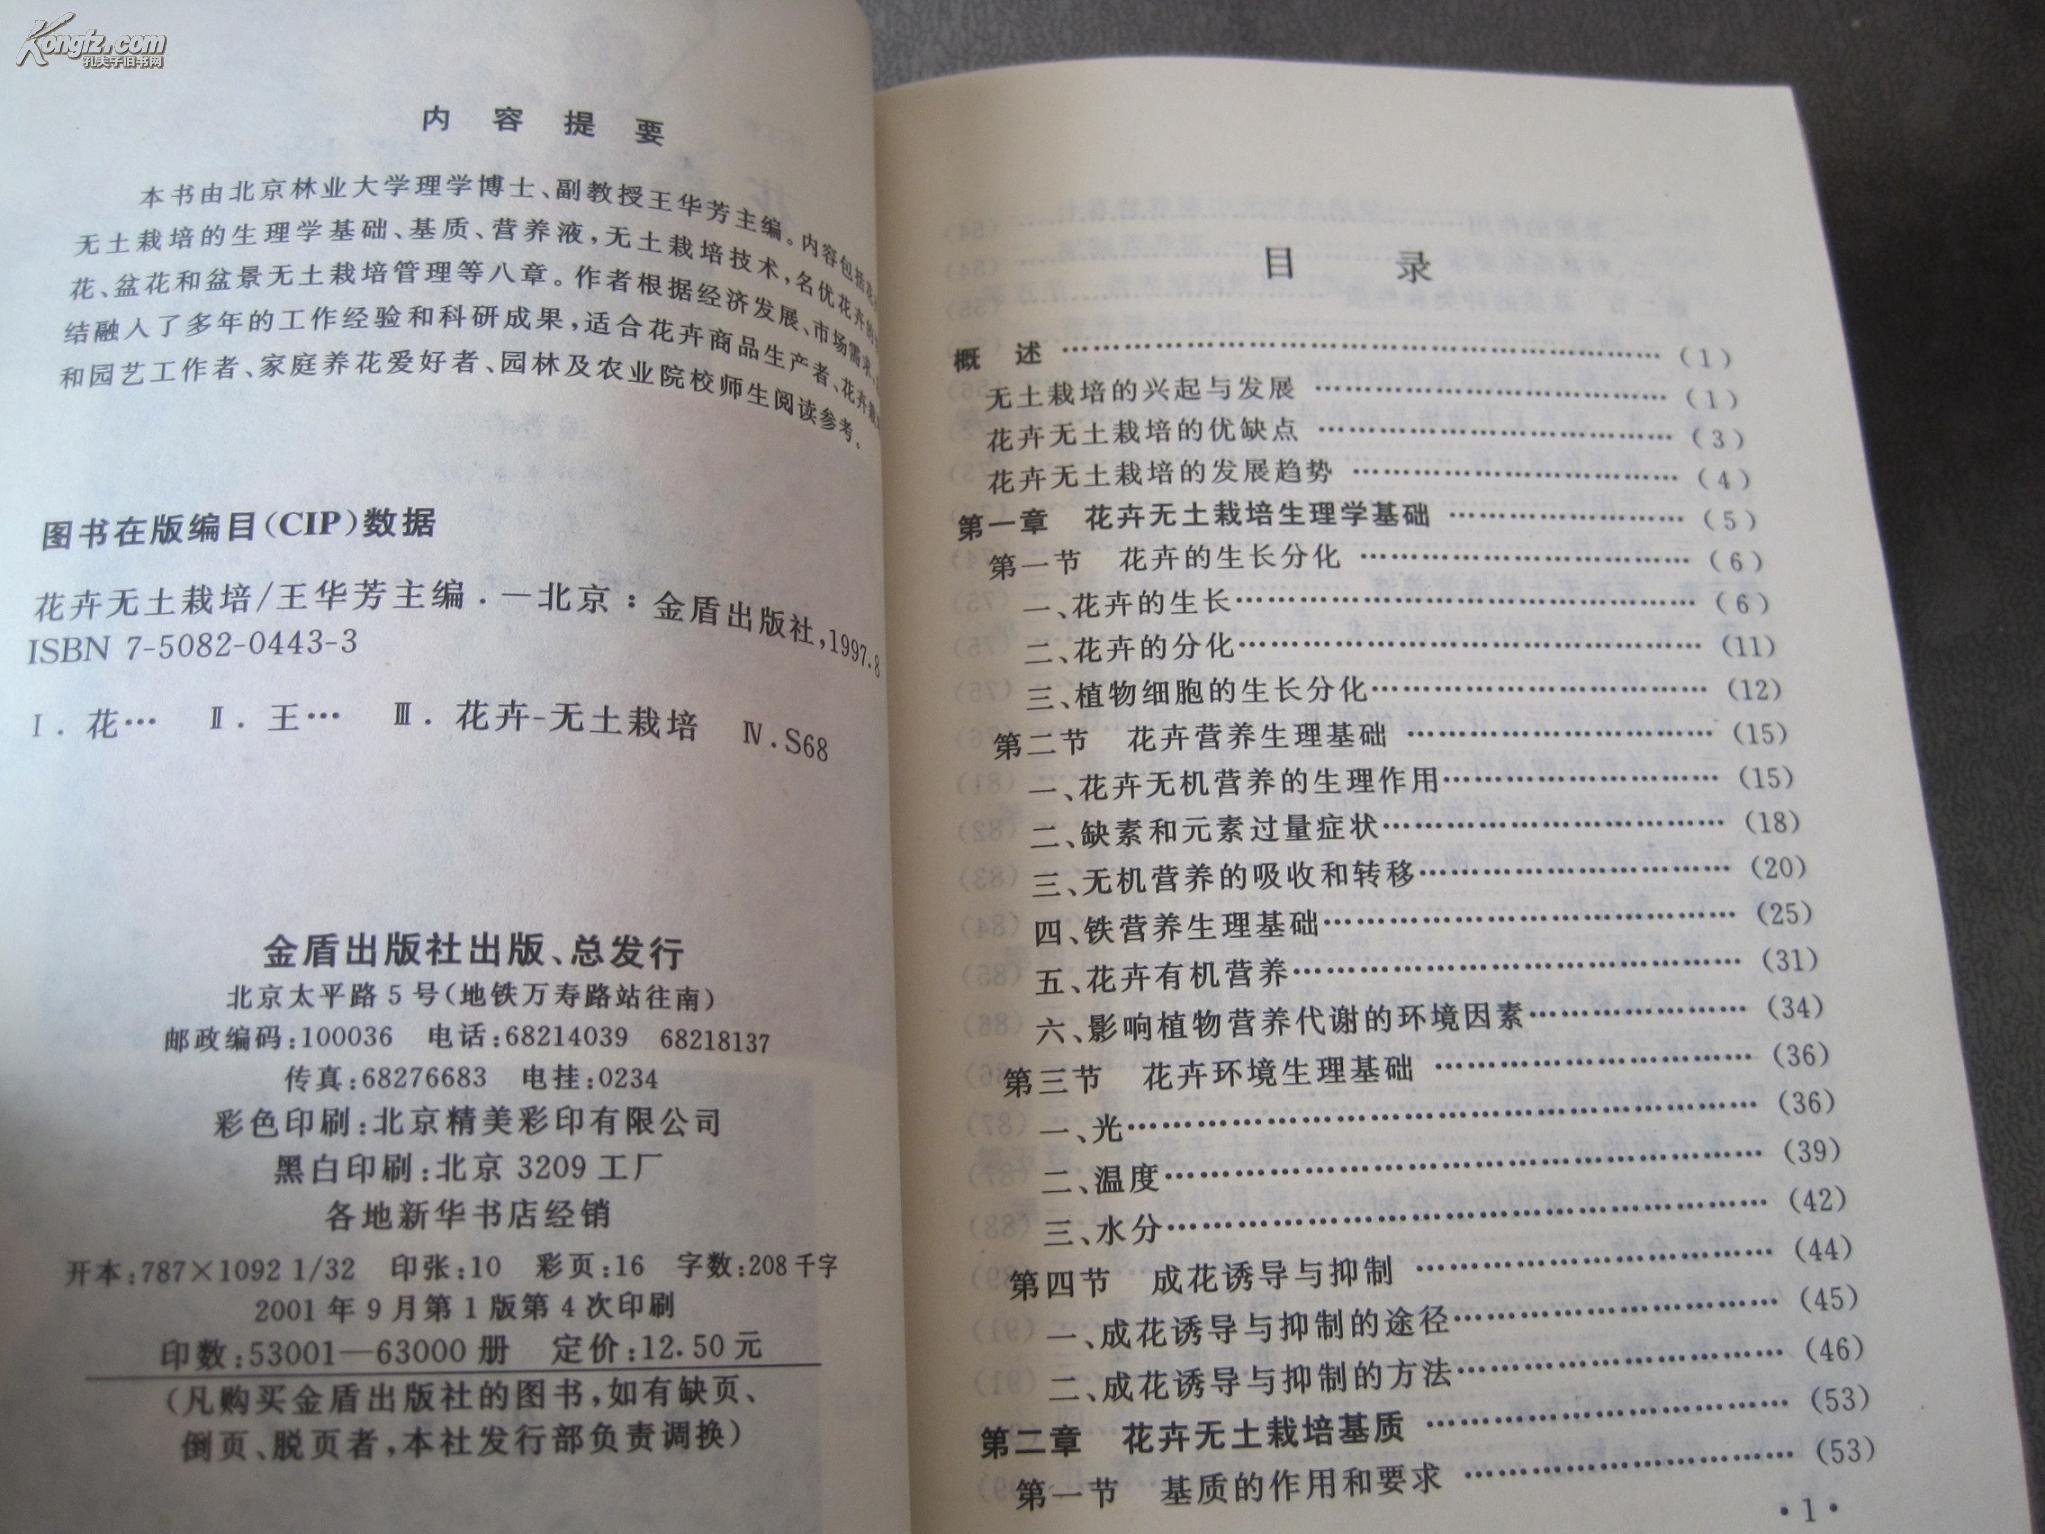 Kongfz.com
孔夫子旧书网
内容提要
本书由北京林业大学理学博士、副教授王华芳主编。内容包括花
无土栽培的生理学基础、基质、营养液,无土栽培技术,名优花卉的
花、盆花和盆景无土栽培管理等八章。作者根据经济发展、市场需求、
结融入了多年的工作经验和科研成果,适合花卉商品生产者、花卉
和园艺工作者、家庭养花爱好者、园林及农业院校师生阅读参考。
图书在版编目(CIP)数据
花卉无土栽培/王华芳主编.—北京:金盾出版社,1997.8
ISBN 7-5082-0443-3
Ⅰ.花… Ⅱ.王… Ⅲ.花卉-无土栽培 Ⅳ.S68
金盾出版社出版、总发行
北京太平路5号(地铁万寿路站往南)
邮政编码:100036 电话:68214039 68218137
传真:68276683 电挂:0234
彩色印刷:北京精美彩印有限公司
黑白印刷:北京3209工厂
各地新华书店经销
开本:787×1092 1/32 印张:10 彩页:16 字数:208千字
2001年9月第1版第4次印刷
印数:53001—63000册 定价:12.50元
(凡购买金盾出版社的图书,如有缺页、
倒页、脱页者,本社发行部负责调换)
目 录
概 述 ……………………………………………… (1)
无土栽培的兴起与发展 …………………………… (1)
花卉无土栽培的优缺点 …………………………… (3)
花卉无土栽培的发展趋势 ………………………… (4)
第一章 花卉无土栽培生理学基础 ………………… (5)
第一节 花卉的生长分化 ………………………… (6)
一、花卉的生长…………………………………… (6)
二、花卉的分化…………………………………… (11)
三、植物细胞的生长分化………………………… (12)
第二节 花卉营养生理基础 ……………………… (15)
一、花卉无机营养的生理作用…………………… (15)
二、缺素和元素过量症状………………………… (18)
三、无机营养的吸收和转移……………………… (20)
四、铁营养生理基础……………………………… (25)
五、花卉有机营养………………………………… (31)
六、影响植物营养代谢的环境因素……………… (34)
第三节 花卉环境生理基础 ……………………… (36)
一、光……………………………………………… (36)
二、温度…………………………………………… (39)
三、水分…………………………………………… (42)
第四节 成花诱导与抑制 ………………………… (44)
一、成花诱导与抑制的途径……………………… (45)
二、成花诱导与抑制的方法……………………… (46)
第二章 花卉无土栽培基质 ……………………… (53)
第一节 基质的作用和要求 ……………………… (53)
·1·